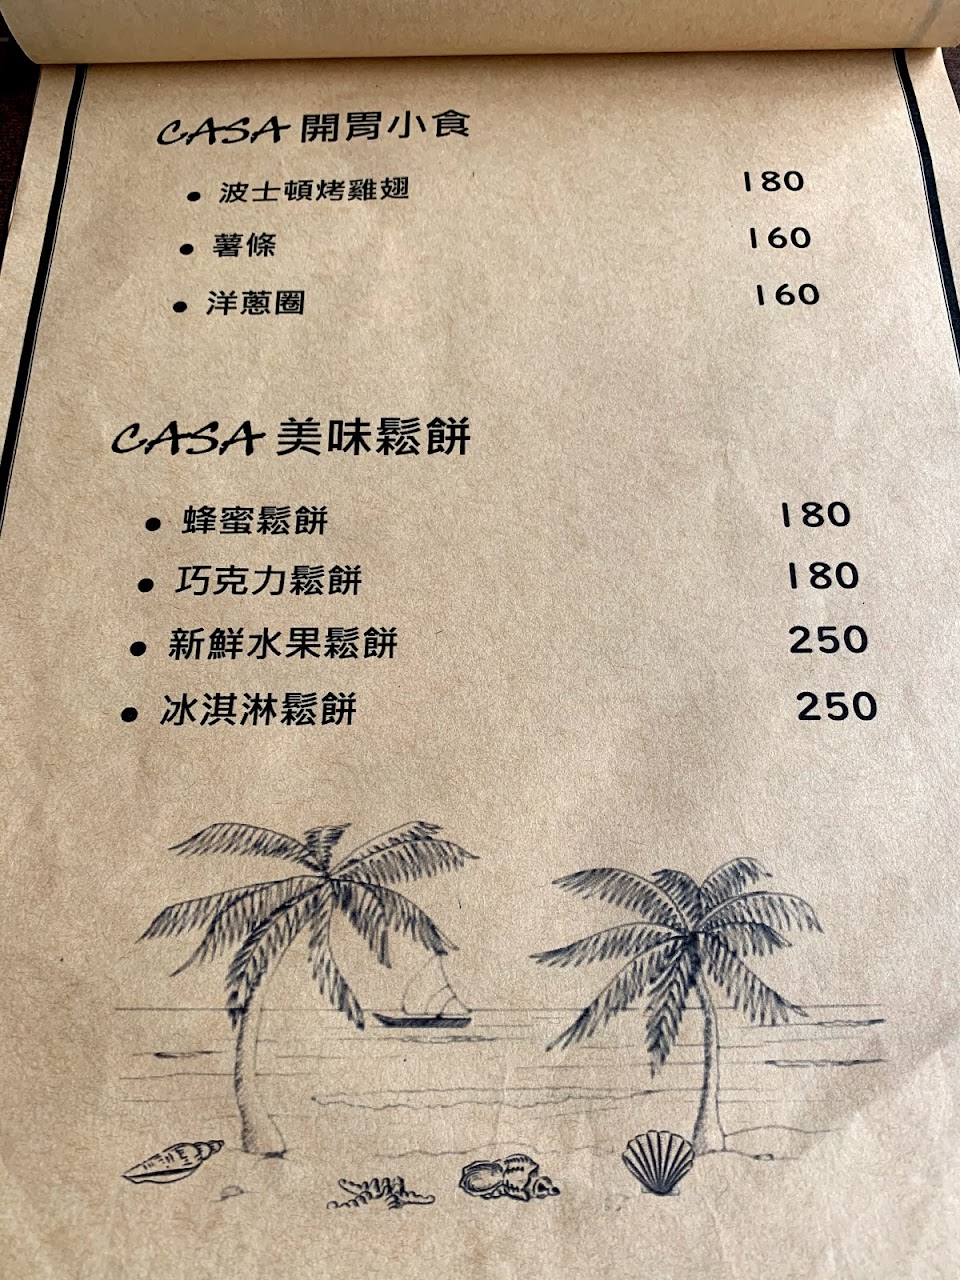 CASA 開胃小食
• 波士頓烤雞翅 180
• 薯條 160
• 洋蔥圈 160
CASA 美味鬆餅
• 蜂蜜鬆餅 180
• 巧克力鬆餅 180
• 新鮮水果鬆餅 250
• 冰淇淋鬆餅 250